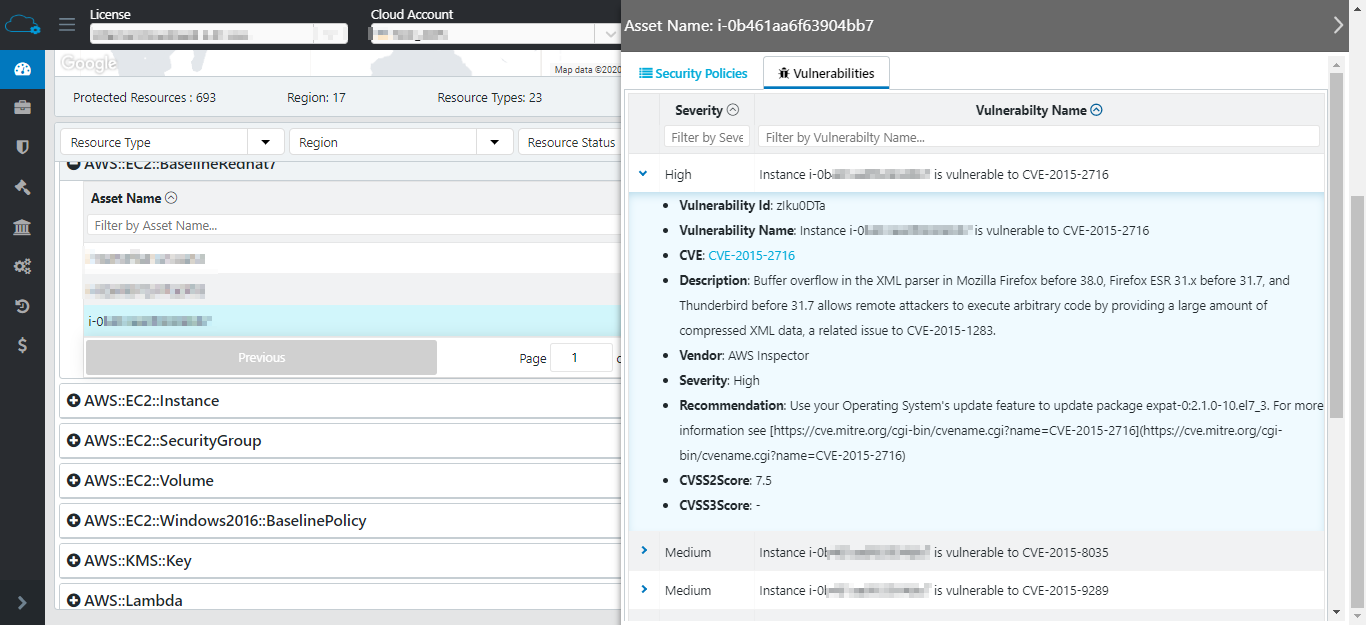 License
Cloud Account
Google
Map data ©2020
Protected Resources : 693
Region: 17
Resource Types: 23
Resource Type
Region
Resource Status
AWS::EC2::BaselineRedhat7
Asset Name
Filter by Asset Name...
i-0
Previous
Page 1
AWS::EC2::Instance
AWS::EC2::SecurityGroup
AWS::EC2::Volume
AWS::EC2::Windows2016::BaselinePolicy
AWS::KMS::Key
AWS::Lambda
Asset Name: i-0b461aa6f63904bb7
Security Policies
Vulnerabilities
Severity
Vulnerabilty Name
Filter by Seve
Filter by Vulnerabilty Name...
High
Instance i-0b is vulnerable to CVE-2015-2716
Vulnerability Id: zIku0DTa
Vulnerability Name: Instance i-0 is vulnerable to CVE-2015-2716
CVE: CVE-2015-2716
Description: Buffer overflow in the XML parser in Mozilla Firefox before 38.0, Firefox ESR 31.x before 31.7, and
Thunderbird before 31.7 allows remote attackers to execute arbitrary code by providing a large amount of
compressed XML data, a related issue to CVE-2015-1283.
Vendor: AWS Inspector
Severity: High
Recommendation: Use your Operating System's update feature to update package expat-0:2.1.0-10.el7_3. For more
information see [https://cve.mitre.org/cgi-bin/cvename.cgi?name=CVE-2015-2716](https://cve.mitre.org/cgi-
bin/cvename.cgi?name=CVE-2015-2716)
CVSS2Score: 7.5
CVSS3Score: -
Medium
Instance i-0b is vulnerable to CVE-2015-8035
Medium
Instance i-0b is vulnerable to CVE-2015-9289